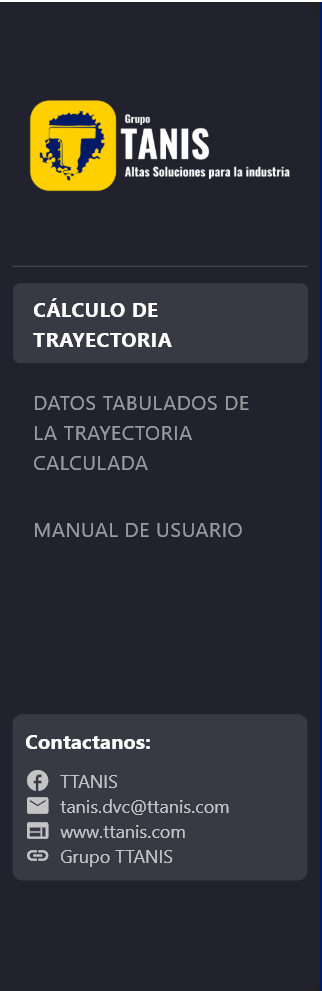 Grupo
TANIS
Altas Soluciones para la industria
CÁLCULO DE
TRAYECTORIA
DATOS TABULADOS DE
LA TRAYECTORIA
CALCULADA
MANUAL DE USUARIO
Contactanos:
TTANIS
tanis.dvc@ttanis.com
www.ttanis.com
Grupo TTANIS